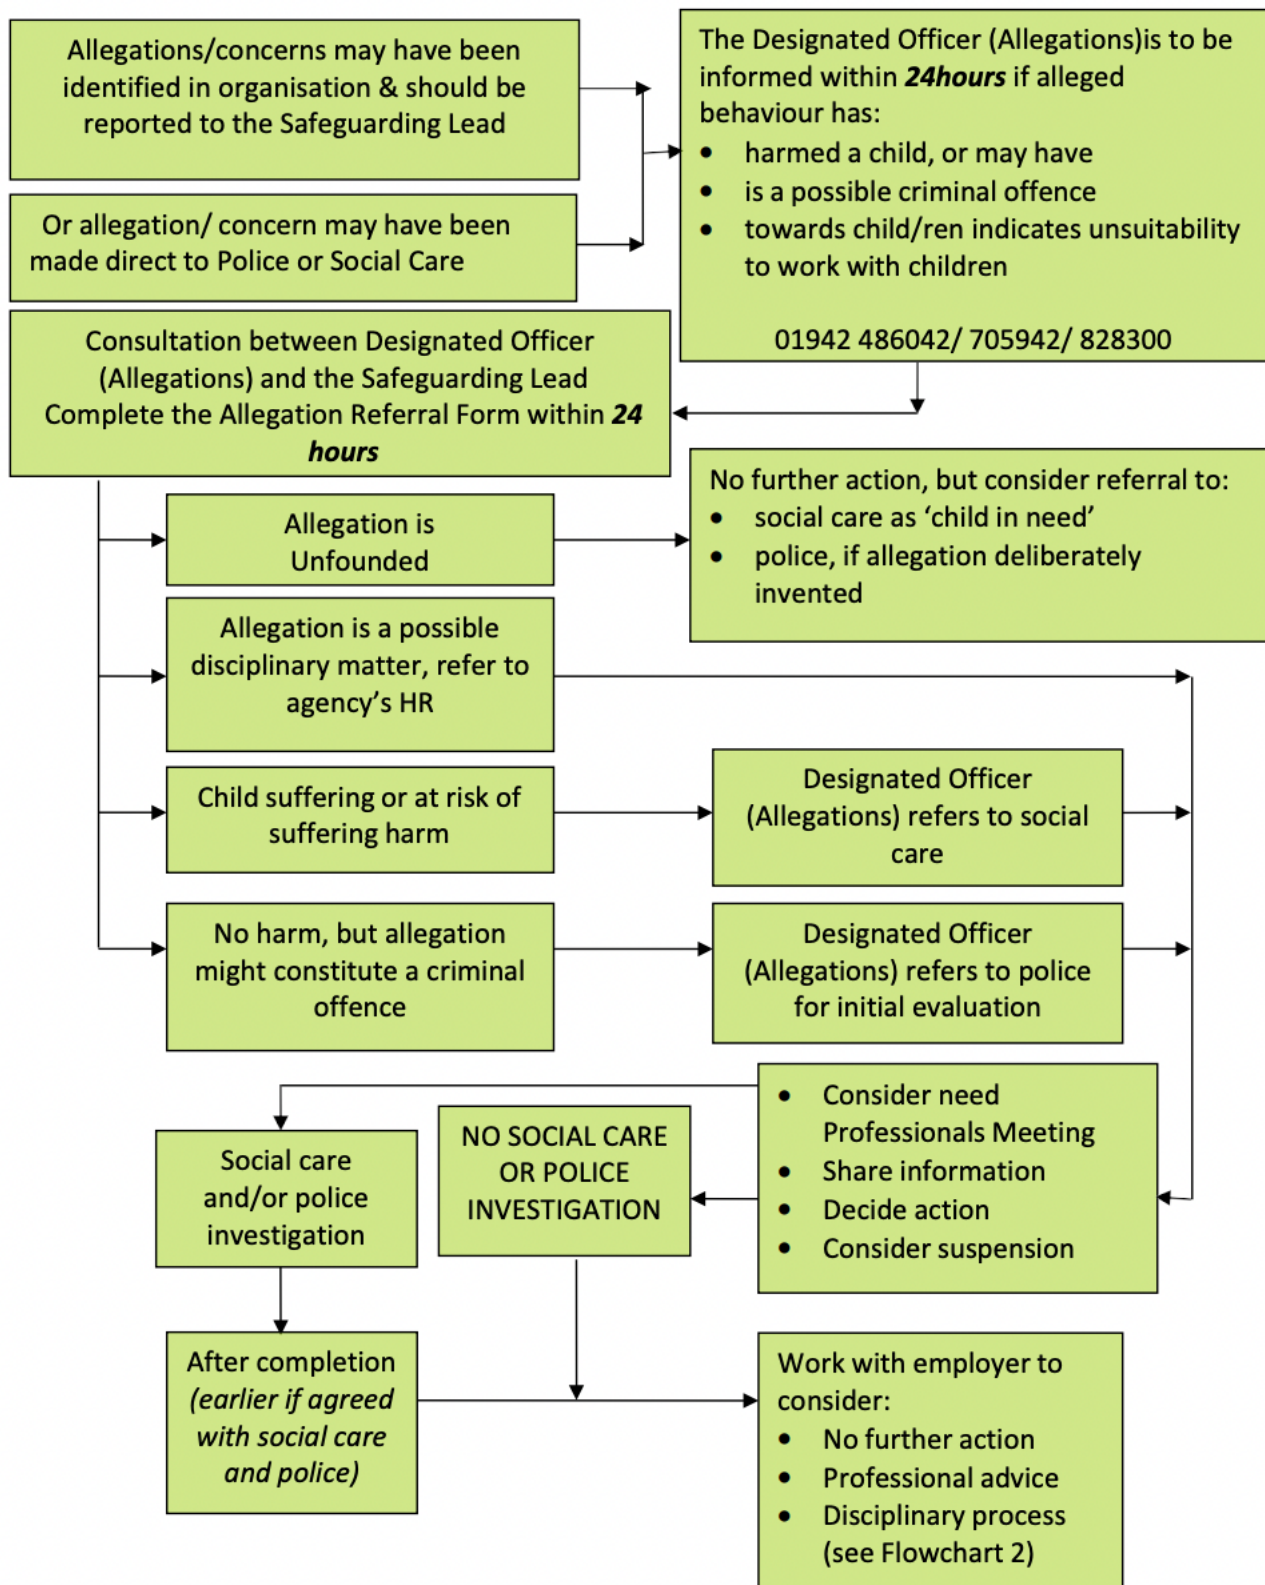 Allegations/concerns may have been
identified in organisation & should be
reported to the Safeguarding Lead
Or allegation/ concern may have been
made direct to Police or Social Care
The Designated Officer (Allegations)is to be
informed within 24hours if alleged
behaviour has:
• harmed a child, or may have
• is a possible criminal offence
• towards child/ren indicates unsuitability
to work with children
01942 486042/ 705942/ 828300
Consultation between Designated Officer
(Allegations) and the Safeguarding Lead
Complete the Allegation Referral Form within 24
hours
Allegation is
Unfounded
No further action, but consider referral to:
• social care as ‘child in need’
• police, if allegation deliberately
invented
Allegation is a possible
disciplinary matter, refer to
agency’s HR
Child suffering or at risk of
suffering harm
Designated Officer
(Allegations) refers to social
care
No harm, but allegation
might constitute a criminal
offence
Designated Officer
(Allegations) refers to police
for initial evaluation
• Consider need
Professionals Meeting
• Share information
• Decide action
• Consider suspension
NO SOCIAL CARE
OR POLICE
INVESTIGATION
Social care
and/or police
investigation
After completion
(earlier if agreed
with social care
and police)
Work with employer to
consider:
• No further action
• Professional advice
• Disciplinary process
(see Flowchart 2)